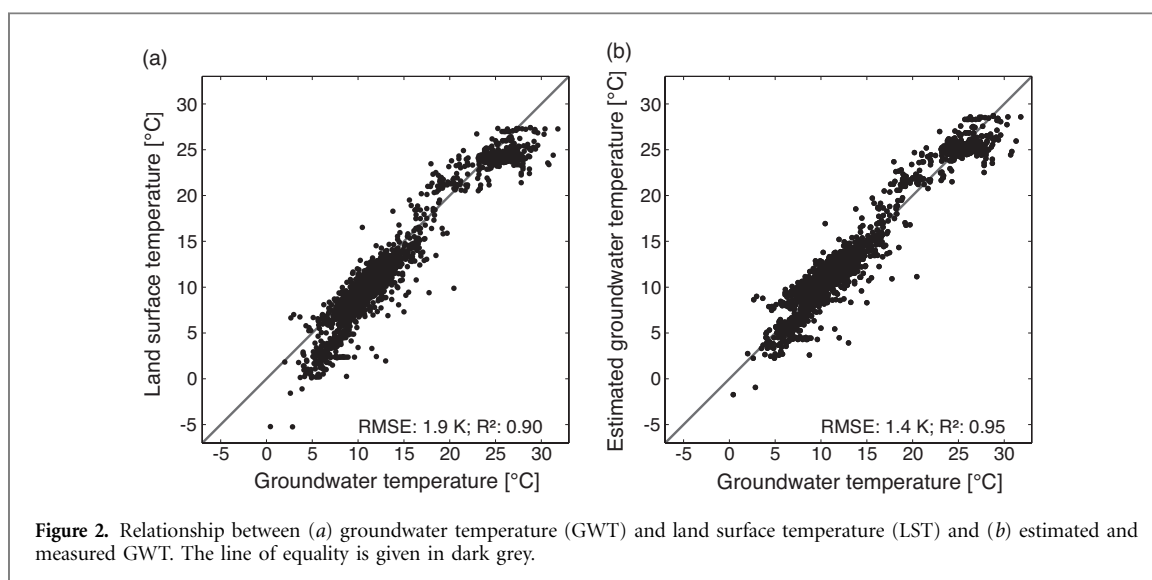 (a)
Land surface temperature [°C]
30
25
20
15
10
5
0
-5
RMSE: 1.9 K; R²: 0.90
-5 0 5 10 15 20 25 30
Groundwater temperature [°C]
(b)
Estimated groundwater temperature [°C]
30
25
20
15
10
5
0
-5
RMSE: 1.4 K; R²: 0.95
-5 0 5 10 15 20 25 30
Groundwater temperature [°C]
Figure 2. Relationship between (a) groundwater temperature (GWT) and land surface temperature (LST) and (b) estimated and
measured GWT. The line of equality is given in dark grey.